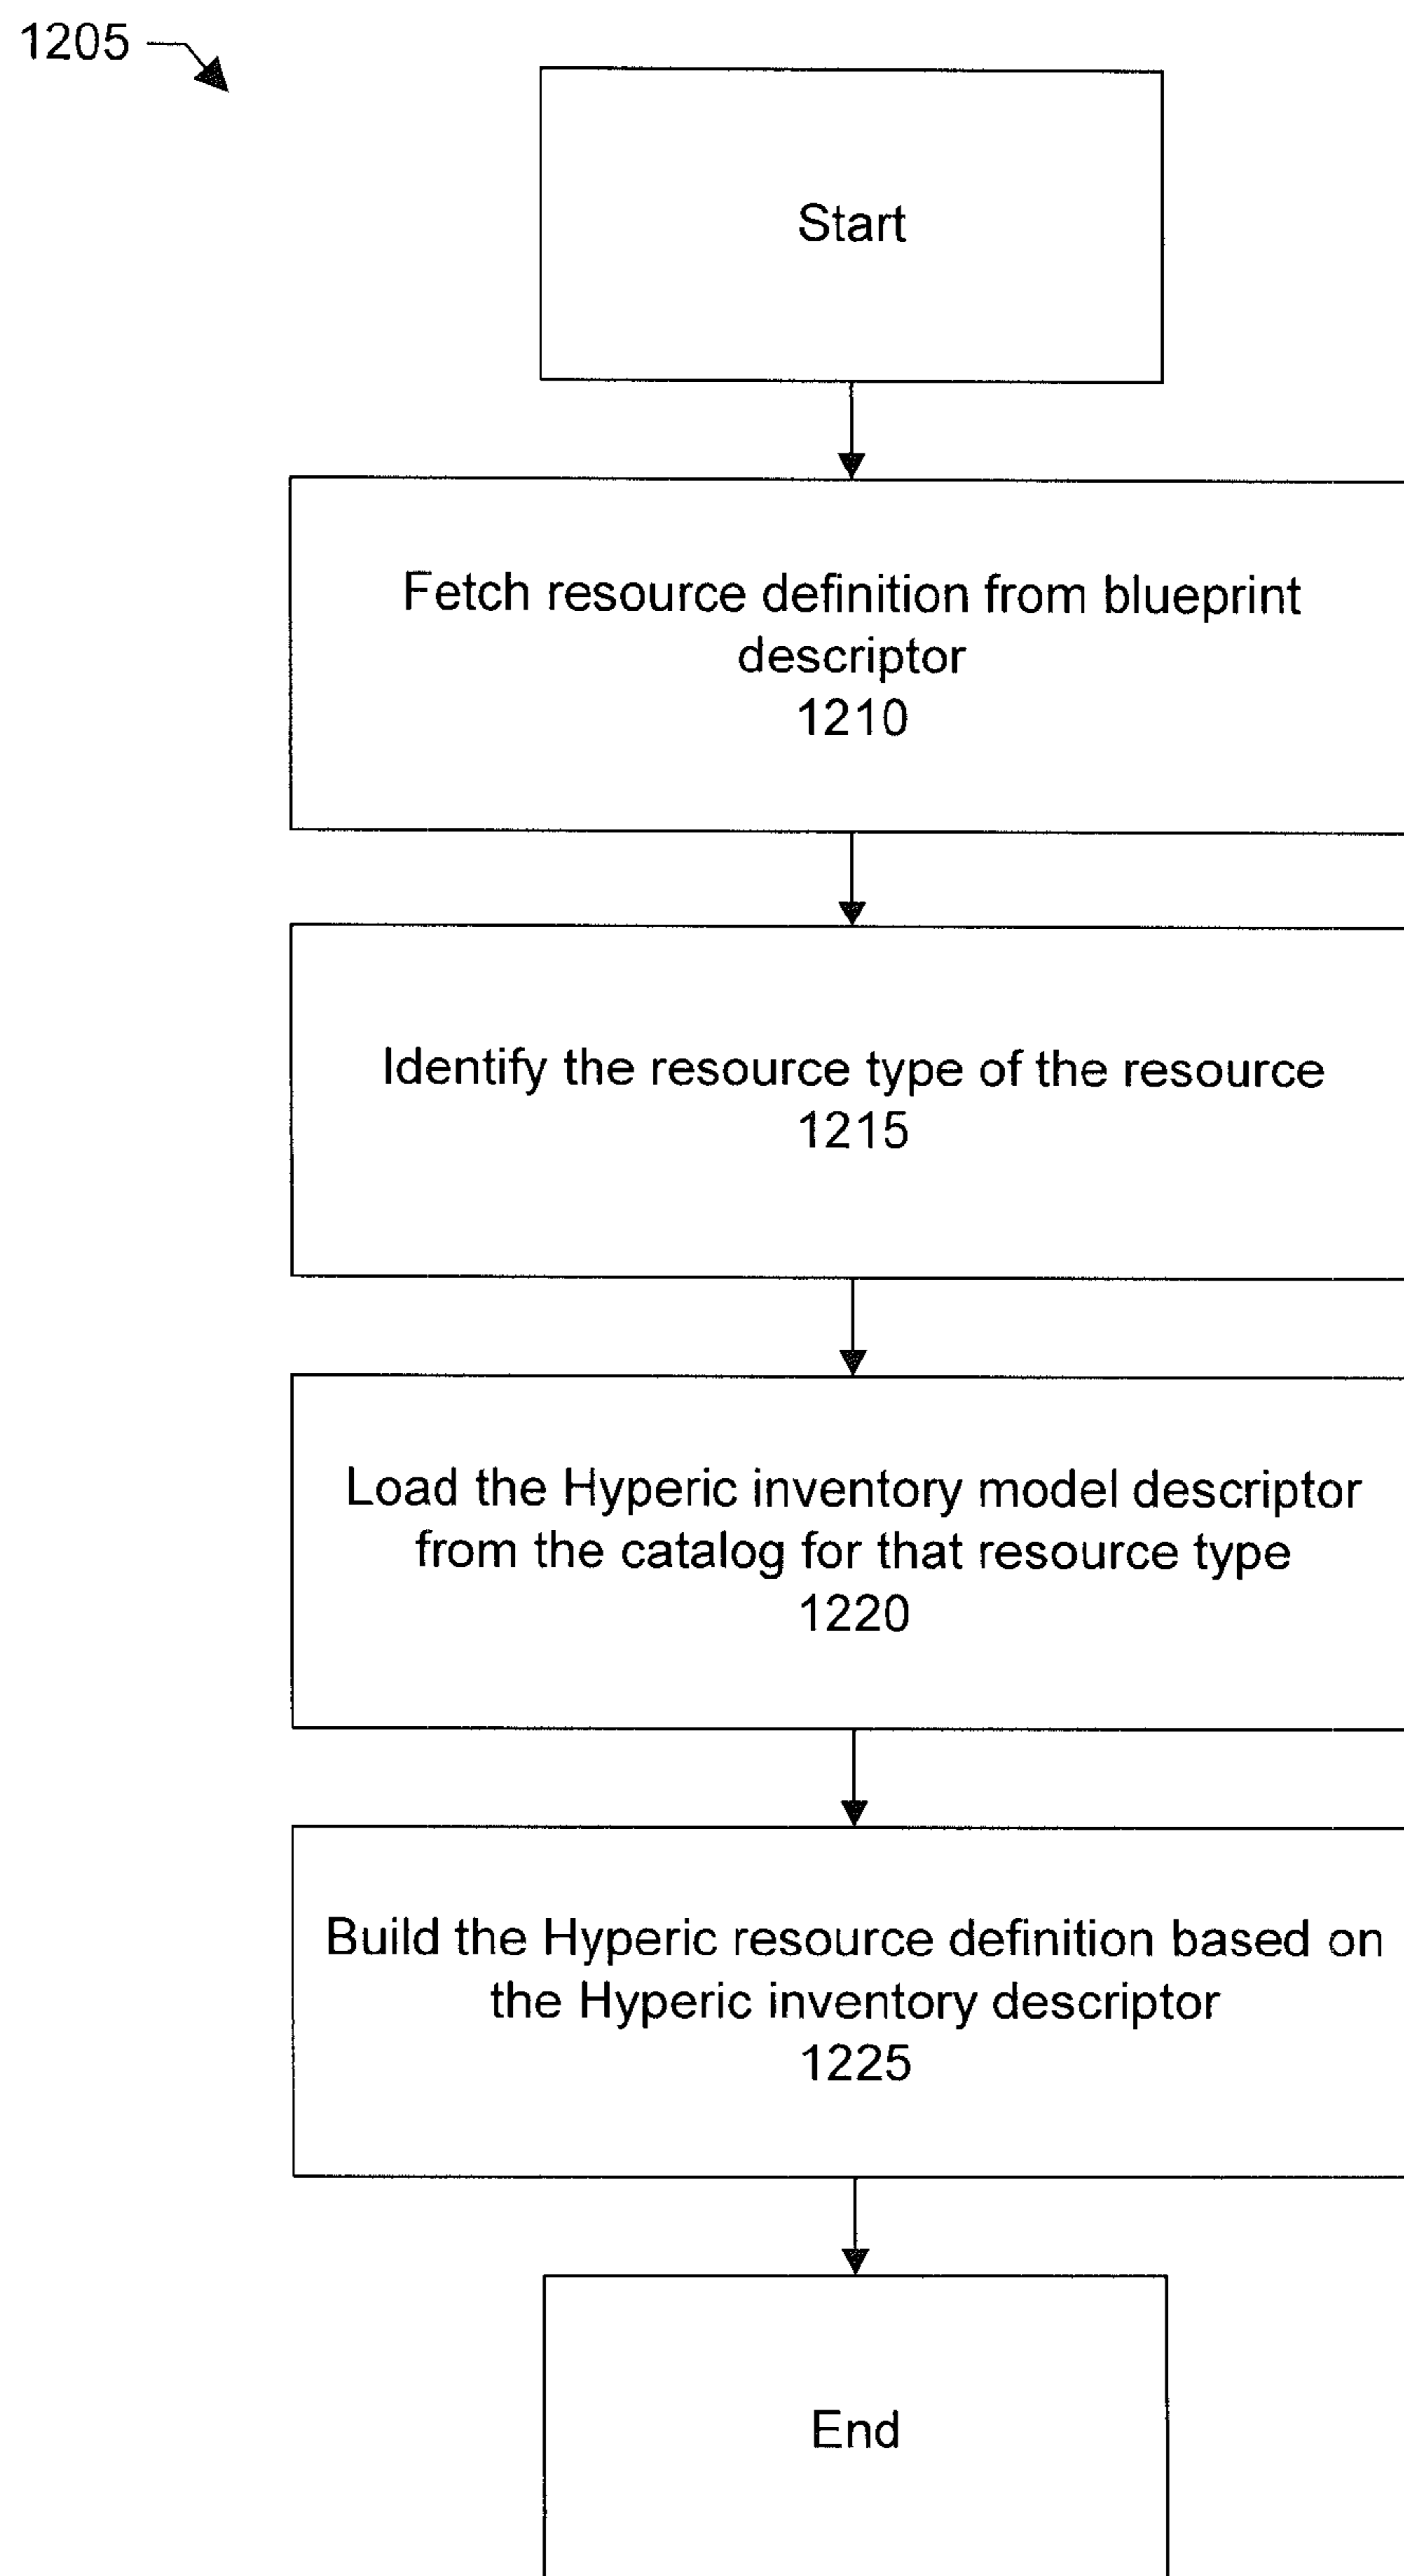 1205
Start
Fetch resource definition from blueprint
descriptor
1210
Identify the resource type of the resource
1215
Load the Hyperic inventory model descriptor
from the catalog for that resource type
1220
Build the Hyperic resource definition based on
the Hyperic inventory descriptor
1225
End